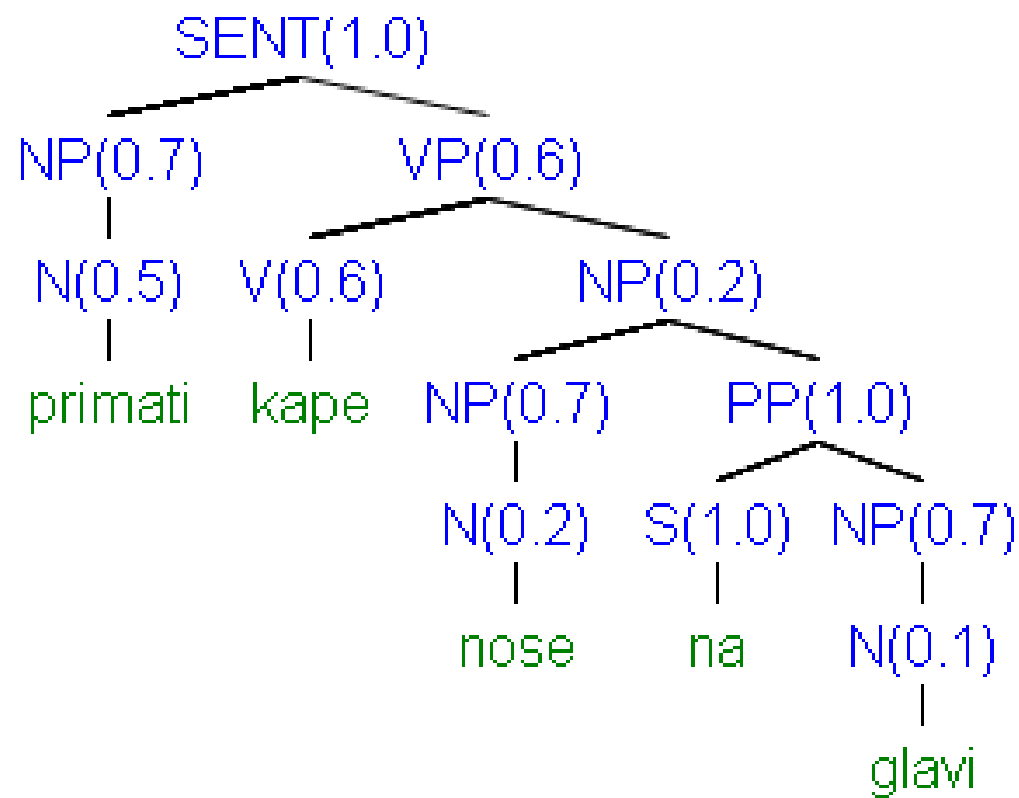 SENT(1.0)
NP(0.7) VP(0.6)
N(0.5) V(0.6) NP(0.2)
primati kape NP(0.7) PP(1.0)
N(0.2) S(1.0) NP(0.7)
nose na N(0.1)
glavi